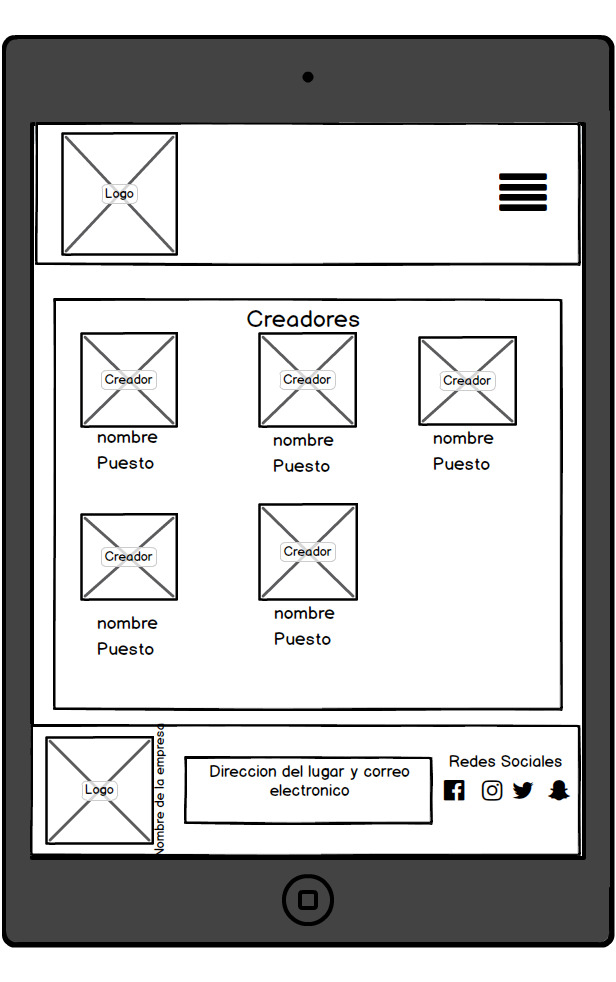 Logo
Creadores
Creador
Creador
Creador
nombre
nombre
nombre
Puesto
Puesto
Puesto
Creador
Creador
nombre
nombre
Puesto
Puesto
Logo
Nombre de la empresa
Direccion del lugar y correo
electronico
Redes Sociales